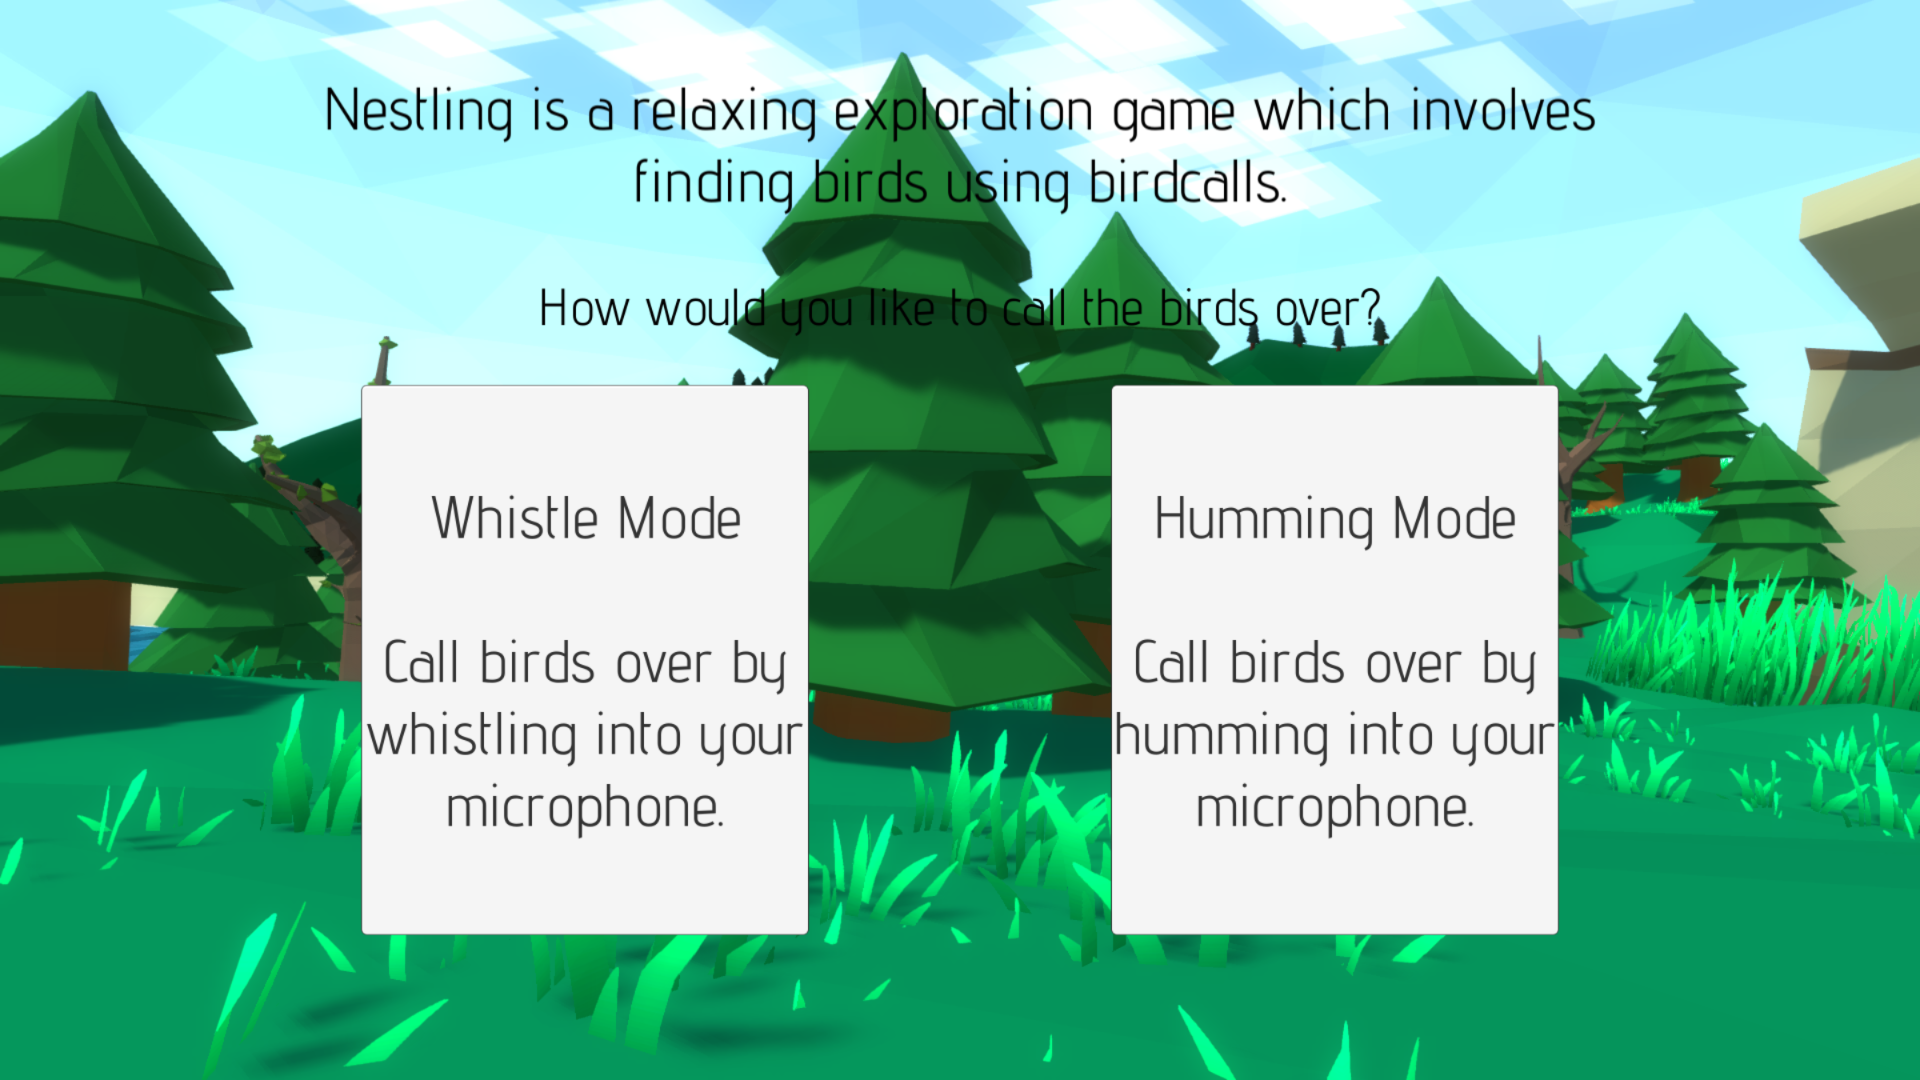 Nestling is a relaxing exploration game which involves
finding birds using birdcalls.
How would you like to call the birds over?
Whistle Mode
Call birds over by
whistling into your
microphone.
Humming Mode
Call birds over by
humming into your
microphone.